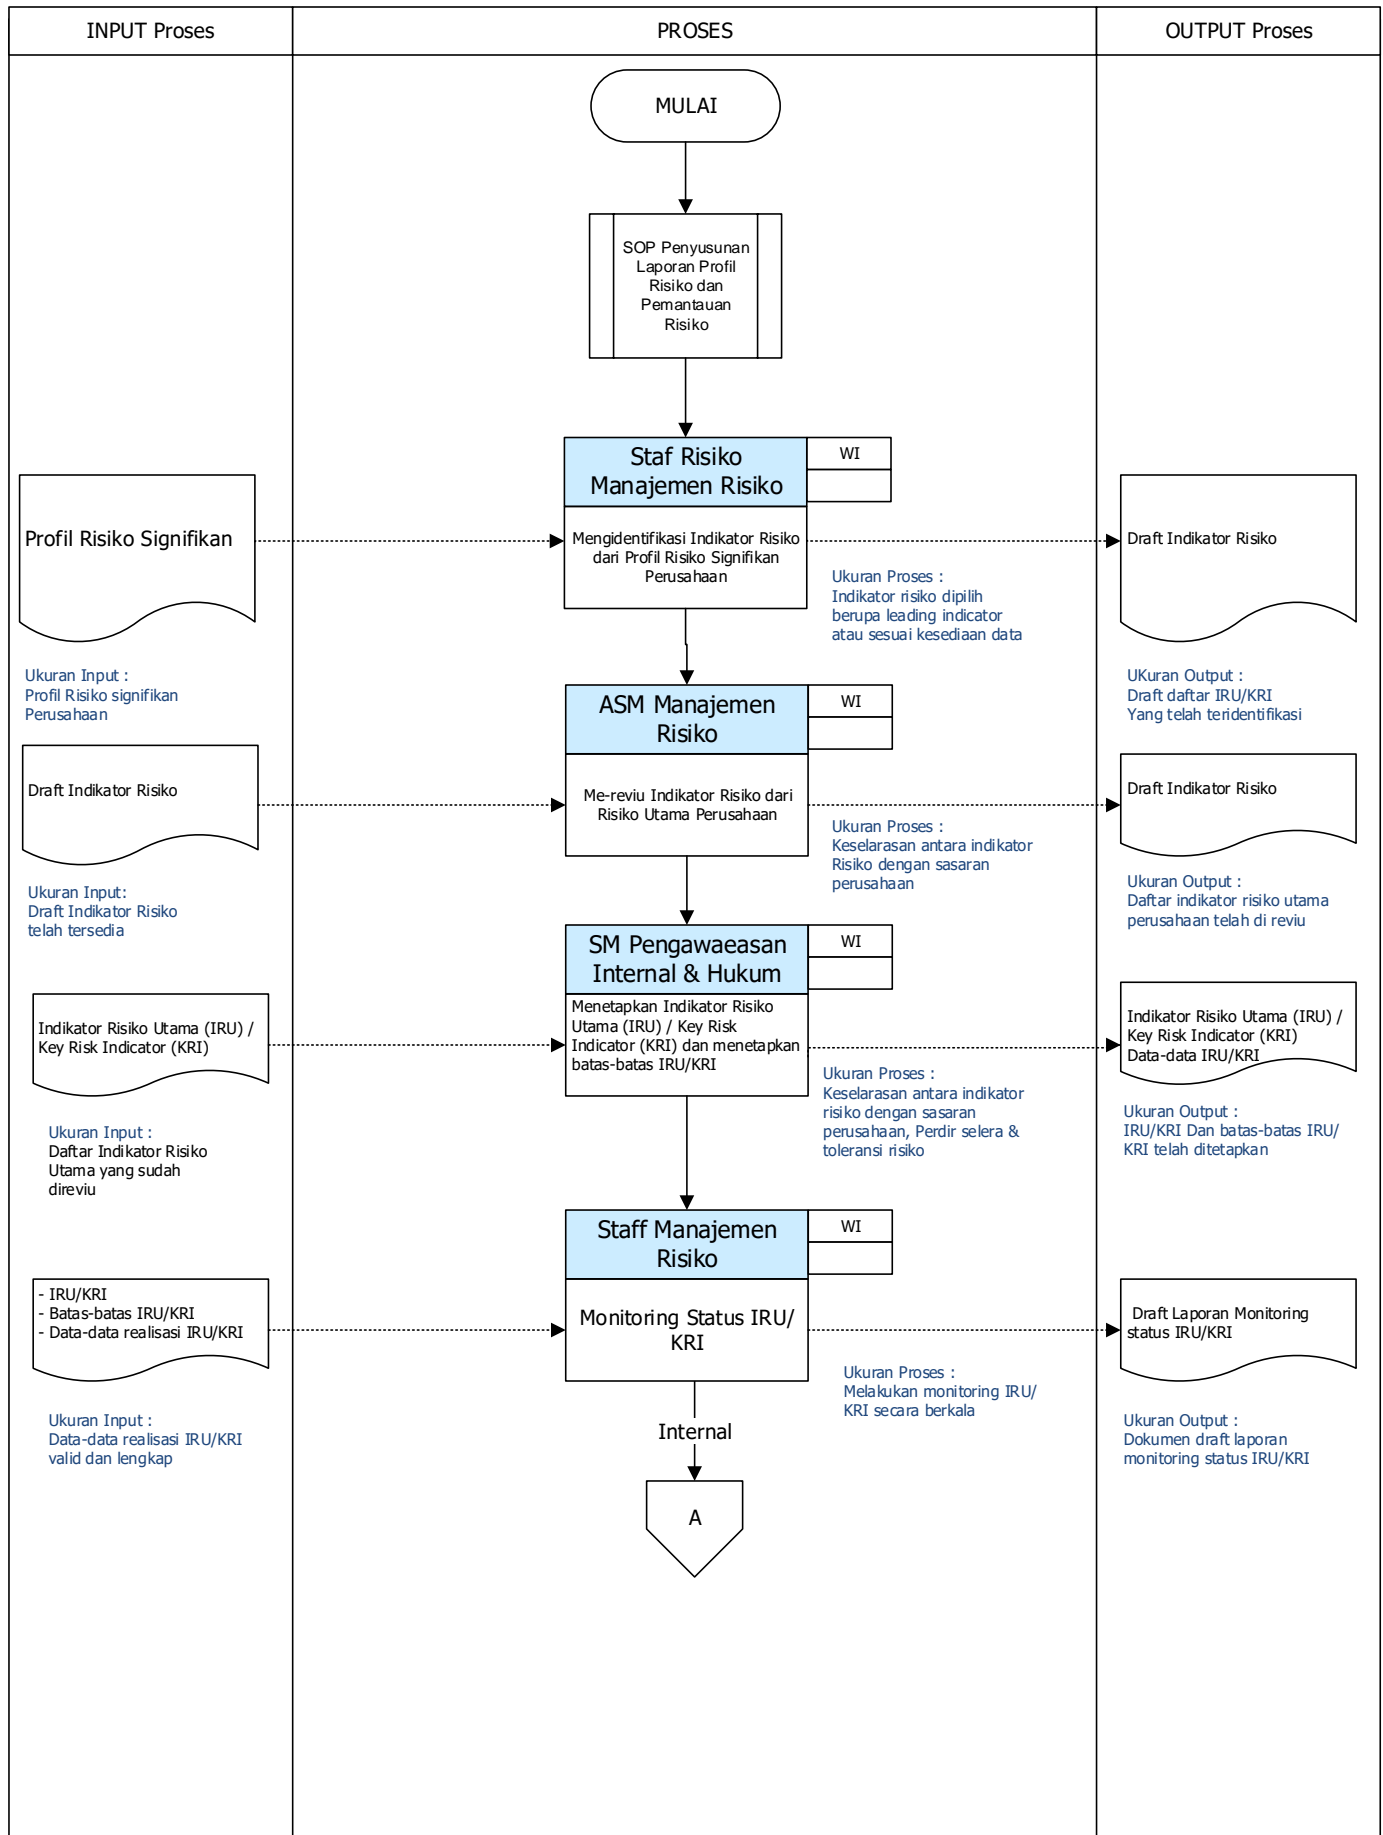 INPUT Proses
PROSES
OUTPUT Proses
MULAI
SOP Penyusunan
Laporan Profil
Risiko dan
Pemantauan
Risiko
Staf Risiko
Manajemen Risiko
WI
Profil Risiko Signifikan
Mengidentifikasi Indikator Risiko
dari Profil Risiko Signifikan
Perusahaan
Draft Indikator Risiko
Ukuran Proses :
Indikator risiko dipilih
berupa leading indicator
atau sesuai kesediaan data
Ukuran Input :
Profil Risiko signifikan
Perusahaan
UKuran Output :
Draft daftar IRU/KRI
Yang telah teridentifikasi
ASM Manajemen
Risiko
WI
Draft Indikator Risiko
Me-reviu Indikator Risiko dari
Risiko Utama Perusahaan
Draft Indikator Risiko
Ukuran Proses :
Keselarasan antara indikator
Risiko dengan sasaran
perusahaan
Ukuran Input:
Draft Indikator Risiko
telah tersedia
Ukuran Output :
Daftar indikator risiko utama
perusahaan telah di reviu
SM Pengawaeasan
Internal & Hukum
WI
Indikator Risiko Utama (IRU) /
Key Risk Indicator (KRI)
Menetapkan Indikator Risiko
Utama (IRU) / Key Risk
Indicator (KRI) dan menetapkan
batas-batas IRU/KRI
Indikator Risiko Utama (IRU) /
Key Risk Indicator (KRI)
Data-data IRU/KRI
Ukuran Proses :
Keselarasan antara indikator
risiko dengan sasaran
perusahaan, Perdir selera &
toleransi risiko
Ukuran Input :
Daftar Indikator Risiko
Utama yang sudah
direviu
Ukuran Output :
IRU/KRI Dan batas-batas IRU/
KRI telah ditetapkan
Staff Manajemen
Risiko
WI
- IRU/KRI
- Batas-batas IRU/KRI
- Data-data realisasi IRU/KRI
Monitoring Status IRU/
KRI
Draft Laporan Monitoring
status IRU/KRI
Ukuran Proses :
Melakukan monitoring IRU/
KRI secara berkala
Ukuran Input :
Data-data realisasi IRU/KRI
valid dan lengkap
Ukuran Output :
Dokumen draft laporan
monitoring status IRU/KRI
Internal
A